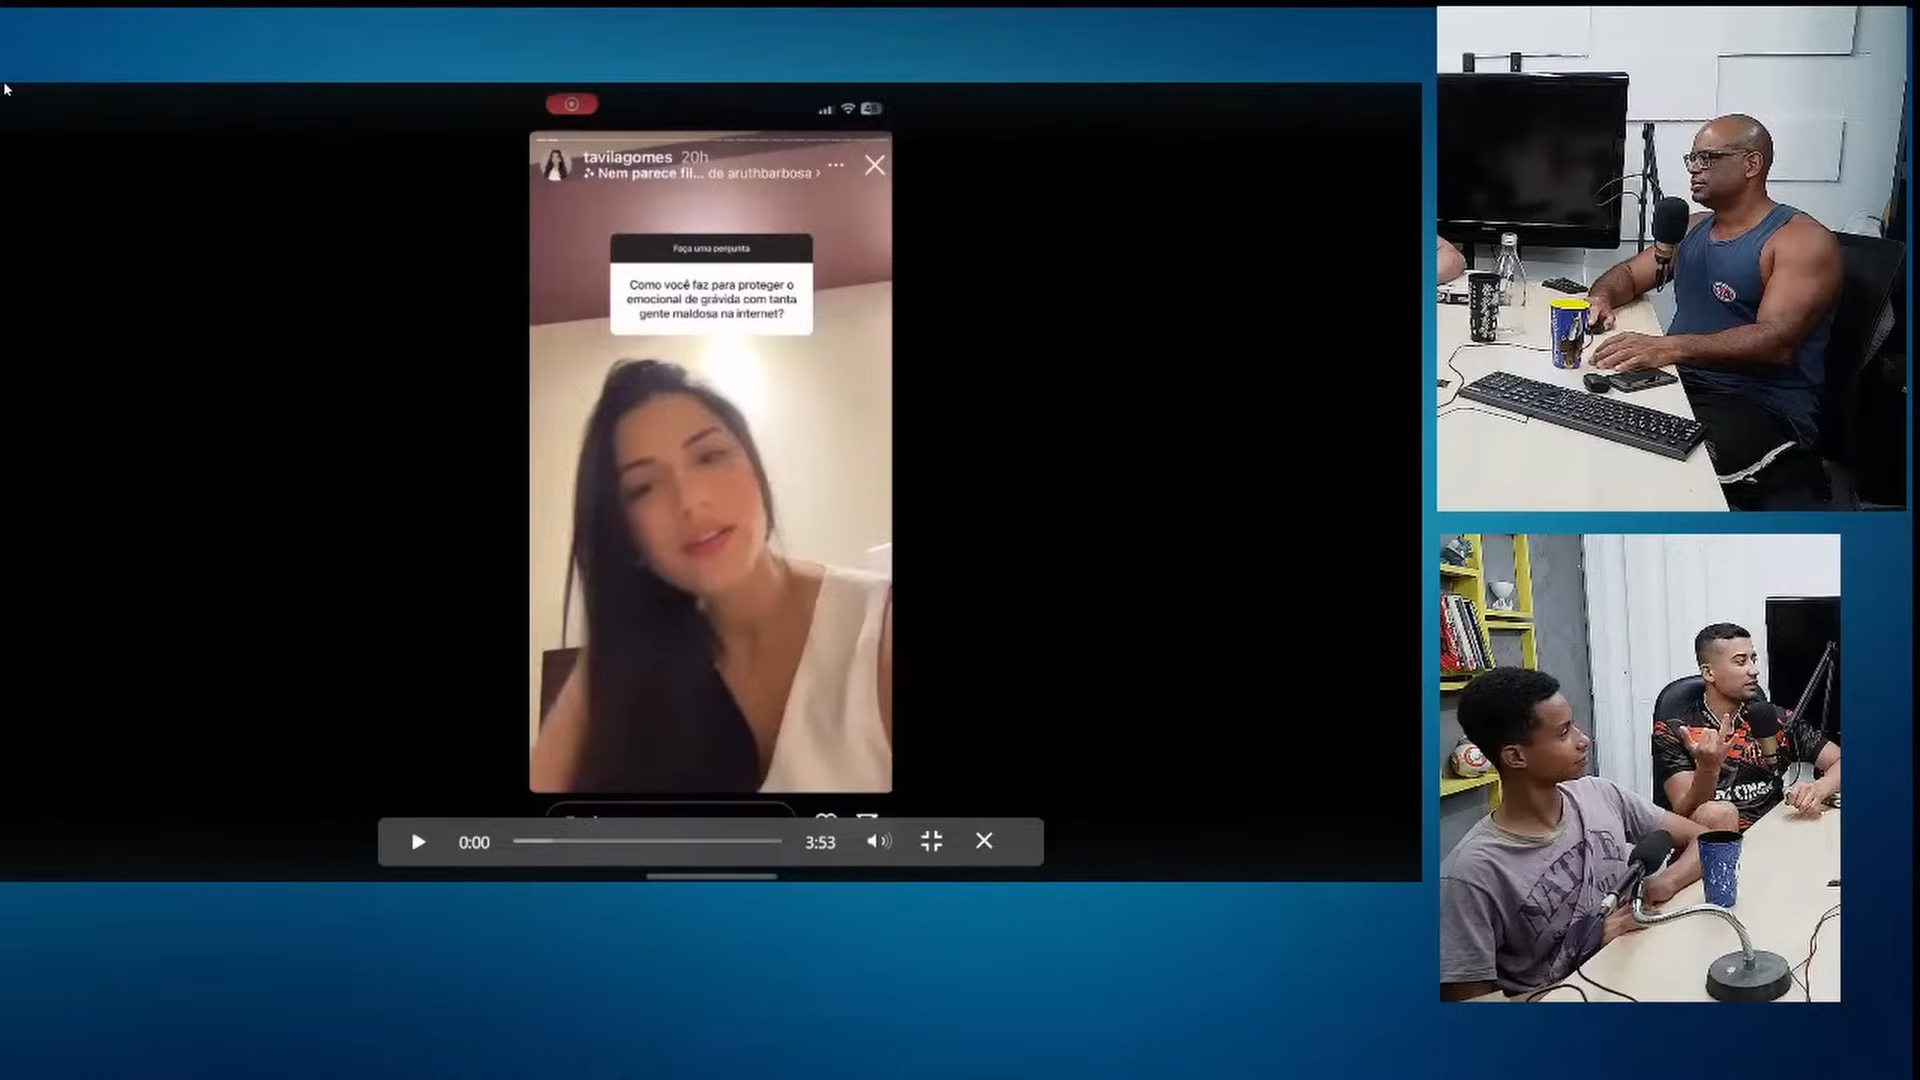 tavilagomes 20h
Nem parece fil... de aruthbarbosa ›
Faça uma pergunta
Como você faz para proteger o
emocional de grávida com tanta
gente maldosa na internet?
0:00
3:53